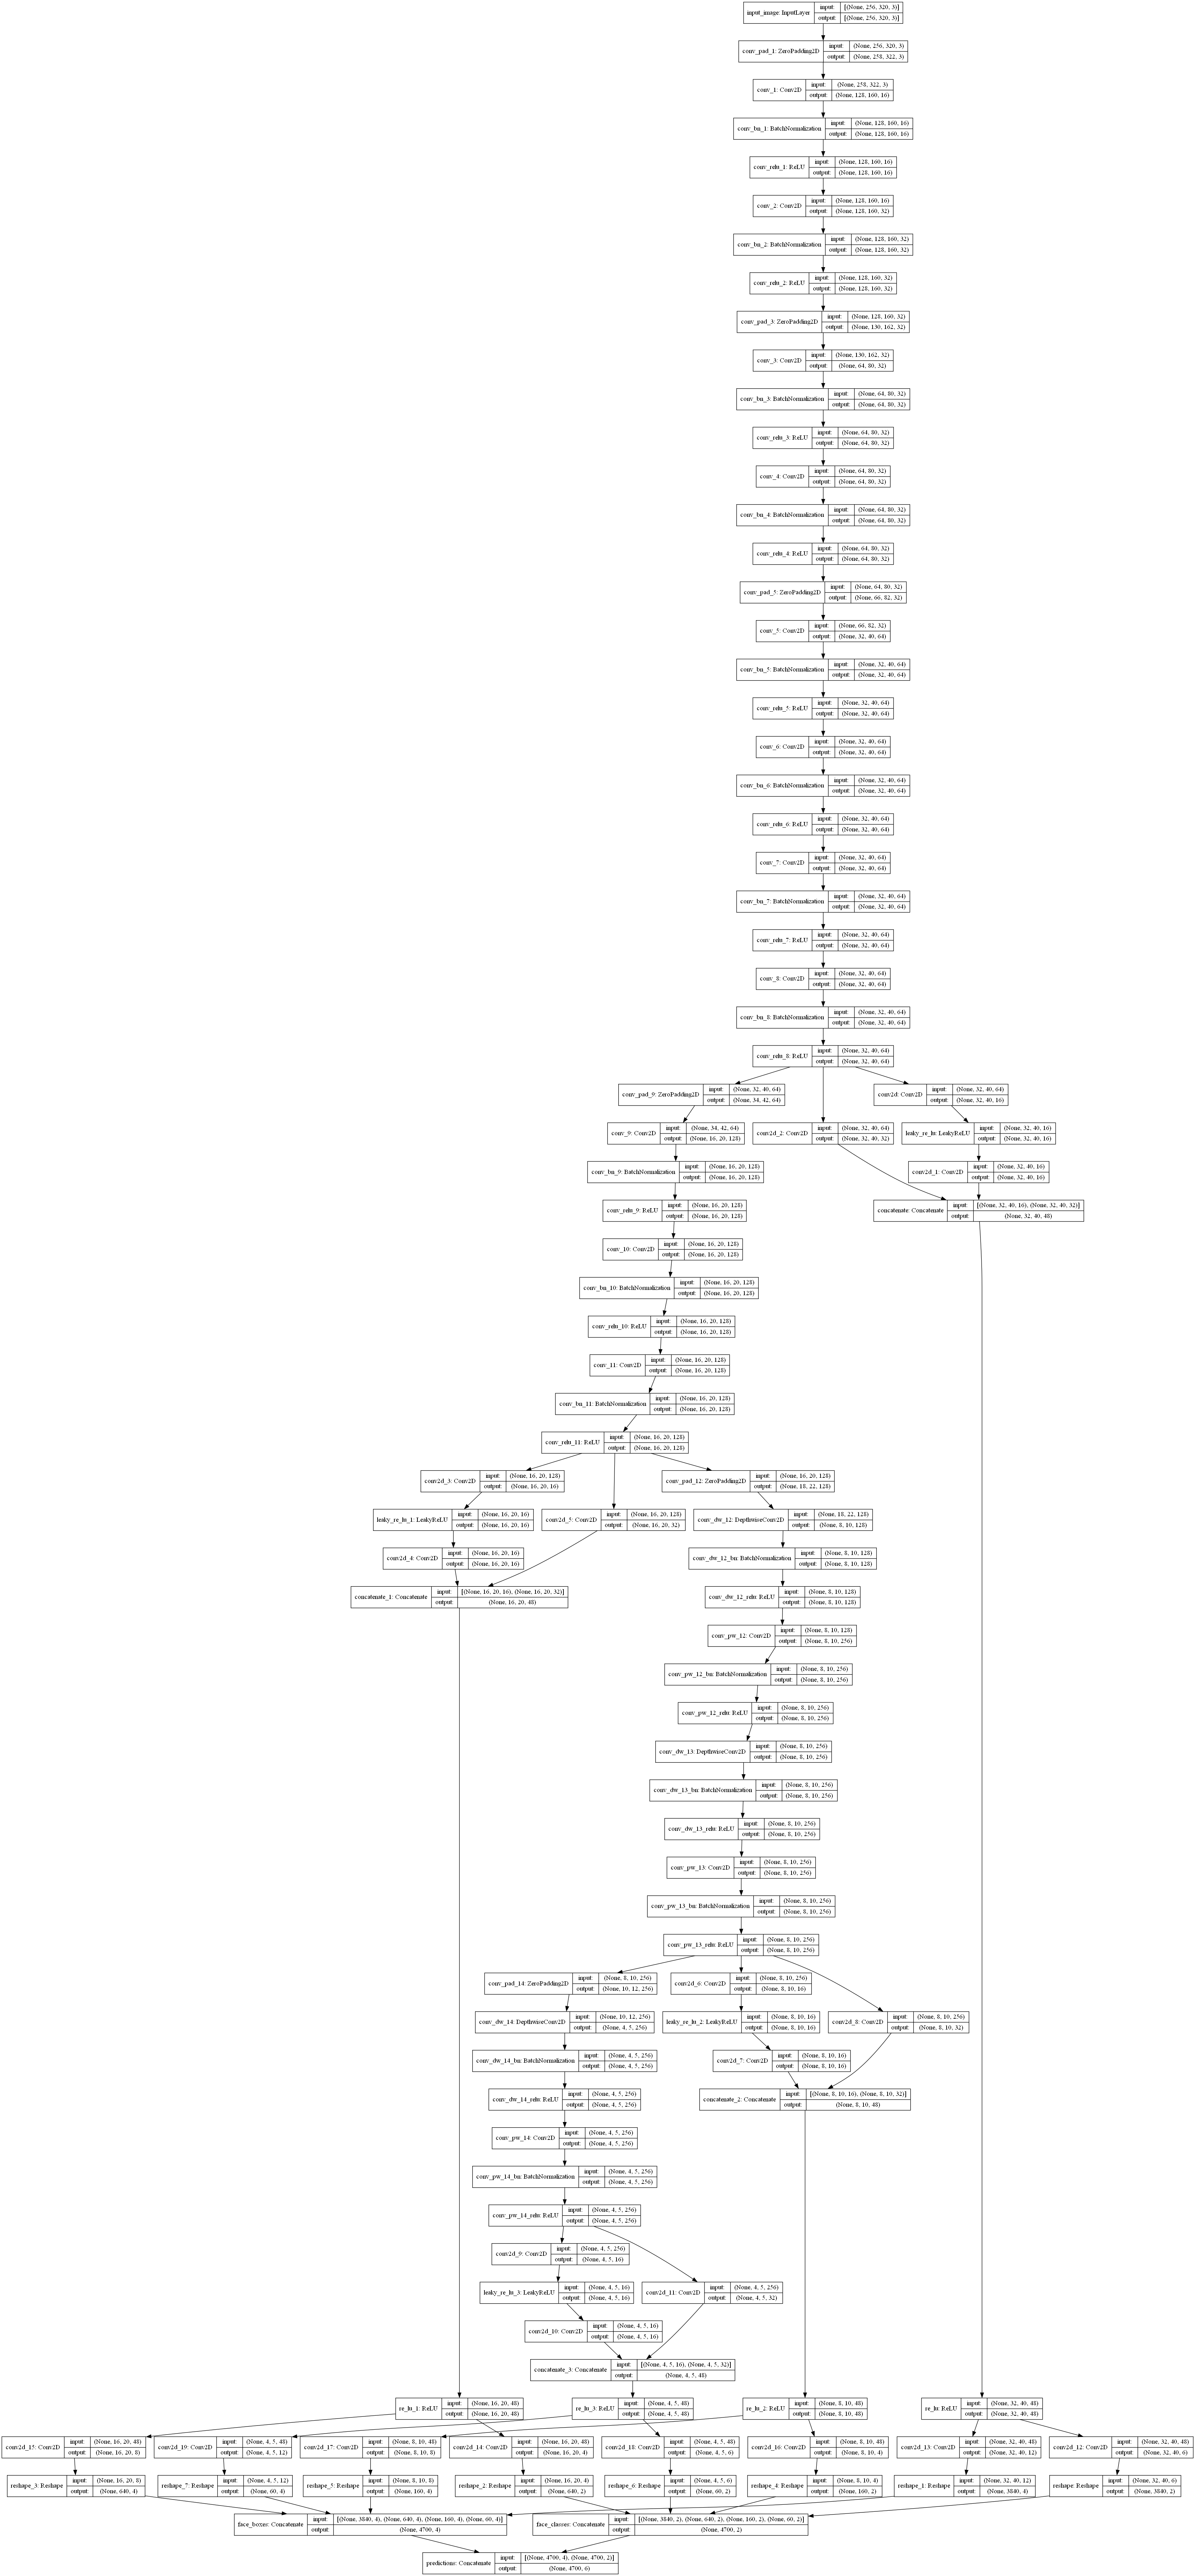 input_image: InputLayer
input: [(None, 256, 320, 3)]
output: [(None, 256, 320, 3)]
conv_pad_1: ZeroPadding2D
input: (None, 256, 320, 3)
output: (None, 258, 322, 3)
conv_1: Conv2D
input: (None, 258, 322, 3)
output: (None, 128, 160, 16)
conv_bn_1: BatchNormalization
input: (None, 128, 160, 16)
output: (None, 128, 160, 16)
conv_relu_1: ReLU
input: (None, 128, 160, 16)
output: (None, 128, 160, 16)
conv_2: Conv2D
input: (None, 128, 160, 16)
output: (None, 128, 160, 32)
conv_bn_2: BatchNormalization
input: (None, 128, 160, 32)
output: (None, 128, 160, 32)
conv_relu_2: ReLU
input: (None, 128, 160, 32)
output: (None, 128, 160, 32)
conv_pad_3: ZeroPadding2D
input: (None, 128, 160, 32)
output: (None, 130, 162, 32)
conv_3: Conv2D
input: (None, 130, 162, 32)
output: (None, 64, 80, 32)
conv_bn_3: BatchNormalization
input: (None, 64, 80, 32)
output: (None, 64, 80, 32)
conv_relu_3: ReLU
input: (None, 64, 80, 32)
output: (None, 64, 80, 32)
conv_4: Conv2D
input: (None, 64, 80, 32)
output: (None, 64, 80, 32)
conv_bn_4: BatchNormalization
input: (None, 64, 80, 32)
output: (None, 64, 80, 32)
conv_relu_4: ReLU
input: (None, 64, 80, 32)
output: (None, 64, 80, 32)
conv_pad_5: ZeroPadding2D
input: (None, 64, 80, 32)
output: (None, 66, 82, 32)
conv_5: Conv2D
input: (None, 66, 82, 32)
output: (None, 32, 40, 64)
conv_bn_5: BatchNormalization
input: (None, 32, 40, 64)
output: (None, 32, 40, 64)
conv_relu_5: ReLU
input: (None, 32, 40, 64)
output: (None, 32, 40, 64)
conv_6: Conv2D
input: (None, 32, 40, 64)
output: (None, 32, 40, 64)
conv_bn_6: BatchNormalization
input: (None, 32, 40, 64)
output: (None, 32, 40, 64)
conv_relu_6: ReLU
input: (None, 32, 40, 64)
output: (None, 32, 40, 64)
conv_7: Conv2D
input: (None, 32, 40, 64)
output: (None, 32, 40, 64)
conv_bn_7: BatchNormalization
input: (None, 32, 40, 64)
output: (None, 32, 40, 64)
conv_relu_7: ReLU
input: (None, 32, 40, 64)
output: (None, 32, 40, 64)
conv_8: Conv2D
input: (None, 32, 40, 64)
output: (None, 32, 40, 64)
conv_bn_8: BatchNormalization
input: (None, 32, 40, 64)
output: (None, 32, 40, 64)
conv_relu_8: ReLU
input: (None, 32, 40, 64)
output: (None, 32, 40, 64)
conv_pad_9: ZeroPadding2D
input: (None, 32, 40, 64)
output: (None, 34, 42, 64)
conv2d: Conv2D
input: (None, 32, 40, 64)
output: (None, 32, 40, 16)
conv_9: Conv2D
input: (None, 34, 42, 64)
output: (None, 16, 20, 128)
conv2d_2: Conv2D
input: (None, 32, 40, 64)
output: (None, 32, 40, 32)
leaky_re_lu: LeakyReLU
input: (None, 32, 40, 16)
output: (None, 32, 40, 16)
conv_bn_9: BatchNormalization
input: (None, 16, 20, 128)
output: (None, 16, 20, 128)
conv2d_1: Conv2D
input: (None, 32, 40, 16)
output: (None, 32, 40, 16)
conv_relu_9: ReLU
input: (None, 16, 20, 128)
output: (None, 16, 20, 128)
concatenate: Concatenate
input: [(None, 32, 40, 16), (None, 32, 40, 32)]
output: (None, 32, 40, 48)
conv_10: Conv2D
input: (None, 16, 20, 128)
output: (None, 16, 20, 128)
conv_bn_10: BatchNormalization
input: (None, 16, 20, 128)
output: (None, 16, 20, 128)
conv_relu_10: ReLU
input: (None, 16, 20, 128)
output: (None, 16, 20, 128)
conv_11: Conv2D
input: (None, 16, 20, 128)
output: (None, 16, 20, 128)
conv_bn_11: BatchNormalization
input: (None, 16, 20, 128)
output: (None, 16, 20, 128)
conv_relu_11: ReLU
input: (None, 16, 20, 128)
output: (None, 16, 20, 128)
conv2d_3: Conv2D
input: (None, 16, 20, 128)
output: (None, 16, 20, 16)
conv_pad_12: ZeroPadding2D
input: (None, 16, 20, 128)
output: (None, 18, 22, 128)
leaky_re_lu_1: LeakyReLU
input: (None, 16, 20, 16)
output: (None, 16, 20, 16)
conv2d_5: Conv2D
input: (None, 16, 20, 128)
output: (None, 16, 20, 32)
conv_dw_12: DepthwiseConv2D
input: (None, 18, 22, 128)
output: (None, 8, 10, 128)
conv2d_4: Conv2D
input: (None, 16, 20, 16)
output: (None, 16, 20, 16)
conv_dw_12_bn: BatchNormalization
input: (None, 8, 10, 128)
output: (None, 8, 10, 128)
concatenate_1: Concatenate
input: [(None, 16, 20, 16), (None, 16, 20, 32)]
output: (None, 16, 20, 48)
conv_dw_12_relu: ReLU
input: (None, 8, 10, 128)
output: (None, 8, 10, 128)
conv_pw_12: Conv2D
input: (None, 8, 10, 128)
output: (None, 8, 10, 256)
conv_pw_12_bn: BatchNormalization
input: (None, 8, 10, 256)
output: (None, 8, 10, 256)
conv_pw_12_relu: ReLU
input: (None, 8, 10, 256)
output: (None, 8, 10, 256)
conv_dw_13: DepthwiseConv2D
input: (None, 8, 10, 256)
output: (None, 8, 10, 256)
conv_dw_13_bn: BatchNormalization
input: (None, 8, 10, 256)
output: (None, 8, 10, 256)
conv_dw_13_relu: ReLU
input: (None, 8, 10, 256)
output: (None, 8, 10, 256)
conv_pw_13: Conv2D
input: (None, 8, 10, 256)
output: (None, 8, 10, 256)
conv_pw_13_bn: BatchNormalization
input: (None, 8, 10, 256)
output: (None, 8, 10, 256)
conv_pw_13_relu: ReLU
input: (None, 8, 10, 256)
output: (None, 8, 10, 256)
conv_pad_14: ZeroPadding2D
input: (None, 8, 10, 256)
output: (None, 10, 12, 256)
conv2d_6: Conv2D
input: (None, 8, 10, 256)
output: (None, 8, 10, 16)
conv_dw_14: DepthwiseConv2D
input: (None, 10, 12, 256)
output: (None, 4, 5, 256)
leaky_re_lu_2: LeakyReLU
input: (None, 8, 10, 16)
output: (None, 8, 10, 16)
conv2d_8: Conv2D
input: (None, 8, 10, 256)
output: (None, 8, 10, 32)
conv_dw_14_bn: BatchNormalization
input: (None, 4, 5, 256)
output: (None, 4, 5, 256)
conv2d_7: Conv2D
input: (None, 8, 10, 16)
output: (None, 8, 10, 16)
conv_dw_14_relu: ReLU
input: (None, 4, 5, 256)
output: (None, 4, 5, 256)
concatenate_2: Concatenate
input: [(None, 8, 10, 16), (None, 8, 10, 32)]
output: (None, 8, 10, 48)
conv_pw_14: Conv2D
input: (None, 4, 5, 256)
output: (None, 4, 5, 256)
conv_pw_14_bn: BatchNormalization
input: (None, 4, 5, 256)
output: (None, 4, 5, 256)
conv_pw_14_relu: ReLU
input: (None, 4, 5, 256)
output: (None, 4, 5, 256)
conv2d_9: Conv2D
input: (None, 4, 5, 256)
output: (None, 4, 5, 16)
leaky_re_lu_3: LeakyReLU
input: (None, 4, 5, 16)
output: (None, 4, 5, 16)
conv2d_11: Conv2D
input: (None, 4, 5, 256)
output: (None, 4, 5, 32)
conv2d_10: Conv2D
input: (None, 4, 5, 16)
output: (None, 4, 5, 16)
concatenate_3: Concatenate
input: [(None, 4, 5, 16), (None, 4, 5, 32)]
output: (None, 4, 5, 48)
re_lu_1: ReLU
input: (None, 16, 20, 48)
output: (None, 16, 20, 48)
re_lu_3: ReLU
input: (None, 4, 5, 48)
output: (None, 4, 5, 48)
re_lu_2: ReLU
input: (None, 8, 10, 48)
output: (None, 8, 10, 48)
re_lu: ReLU
input: (None, 32, 40, 48)
output: (None, 32, 40, 48)
conv2d_15: Conv2D
input: (None, 16, 20, 48)
output: (None, 16, 20, 8)
conv2d_19: Conv2D
input: (None, 4, 5, 48)
output: (None, 4, 5, 12)
conv2d_17: Conv2D
input: (None, 8, 10, 48)
output: (None, 8, 10, 8)
conv2d_14: Conv2D
input: (None, 16, 20, 48)
output: (None, 16, 20, 4)
conv2d_18: Conv2D
input: (None, 4, 5, 48)
output: (None, 4, 5, 6)
conv2d_16: Conv2D
input: (None, 8, 10, 48)
output: (None, 8, 10, 4)
conv2d_13: Conv2D
input: (None, 32, 40, 48)
output: (None, 32, 40, 12)
conv2d_12: Conv2D
input: (None, 32, 40, 48)
output: (None, 32, 40, 6)
reshape_3: Reshape
input: (None, 16, 20, 8)
output: (None, 640, 4)
reshape_7: Reshape
input: (None, 4, 5, 12)
output: (None, 60, 4)
reshape_5: Reshape
input: (None, 8, 10, 8)
output: (None, 160, 4)
reshape_2: Reshape
input: (None, 16, 20, 4)
output: (None, 640, 2)
reshape_6: Reshape
input: (None, 4, 5, 6)
output: (None, 60, 2)
reshape_4: Reshape
input: (None, 8, 10, 4)
output: (None, 160, 2)
reshape_1: Reshape
input: (None, 32, 40, 12)
output: (None, 3840, 4)
reshape: Reshape
input: (None, 32, 40, 6)
output: (None, 3840, 2)
face_boxes: Concatenate
input: [(None, 3840, 4), (None, 640, 4), (None, 160, 4), (None, 60, 4)]
output: (None, 4700, 4)
face_classes: Concatenate
input: [(None, 3840, 2), (None, 640, 2), (None, 160, 2), (None, 60, 2)]
output: (None, 4700, 2)
predictions: Concatenate
input: [(None, 4700, 4), (None, 4700, 2)]
output: (None, 4700, 6)